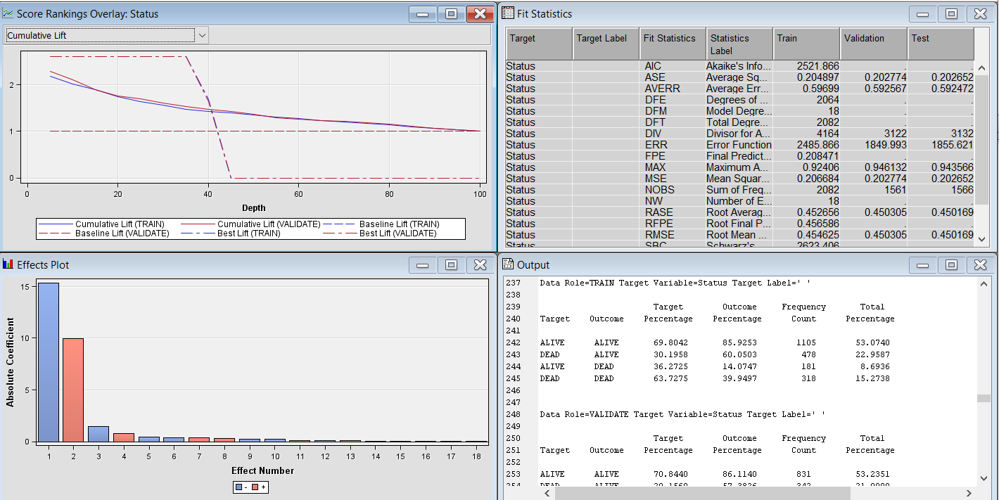 Score Rankings Overlay: Status
Cumulative Lift
2
1
0
0 20 40 60 80 100
Depth
Cumulative Lift (TRAIN) Cumulative Lift (VALIDATE) Baseline Lift (TRAIN)
Baseline Lift (VALIDATE) Best Lift (TRAIN) Best Lift (VALIDATE)
Fit Statistics
Target Target Label Fit Statistics Statistics Label Train Validation Test
Status AIC Akaike's Info... 2521.866 . .
Status ASE Average Sq... 0.204897 0.202774 0.202652
Status AVERR Average Err... 0.59699 0.592567 0.592472
Status DFE Degrees of ... 2064 . .
Status DFM Model Degre... 18 . .
Status DFT Total Degre... 2082 . .
Status DIV Divisor for A... 4164 3122 3132
Status ERR Error Function 2485.866 1849.993 1855.621
Status FPE Final Predict... 0.208471 . .
Status MAX Maximum A... 0.92406 0.946132 0.943566
Status MSE Mean Squar... 0.206684 0.202774 0.202652
Status NOBS Sum of Freq... 2082 1561 1566
Status NW Number of E... 18 . .
Status RASE Root Averag... 0.452656 0.450305 0.450169
Status RFPE Root Final P... 0.456586 . .
Status RMSE Root Mean ... 0.454625 0.450305 0.450169
Status SBC Schwarz's ... 2623.406 . .
Effects Plot
Absolute Coefficient
15
10
5
0
1 2 3 4 5 6 7 8 9 10 11 12 13 14 15 16 17 18
Effect Number
- +
Output
237 Data Role=TRAIN Target Variable=Status Target Label=' '
238
239 Target Outcome Frequency Total
240 Target Outcome Percentage Percentage Count Percentage
241
242 ALIVE ALIVE 69.8042 85.9253 1105 53.0740
243 DEAD ALIVE 30.1958 60.0503 478 22.9587
244 ALIVE DEAD 36.2725 14.0747 181 8.6936
245 DEAD DEAD 63.7275 39.9497 318 15.2738
246
247
248 Data Role=VALIDATE Target Variable=Status Target Label=' '
249
250 Target Outcome Frequency Total
251 Target Outcome Percentage Percentage Count Percentage
252
253 ALIVE ALIVE 70.8440 86.1140 831 53.2351
254 DEAD ALIVE 29.1560 57.3826 342